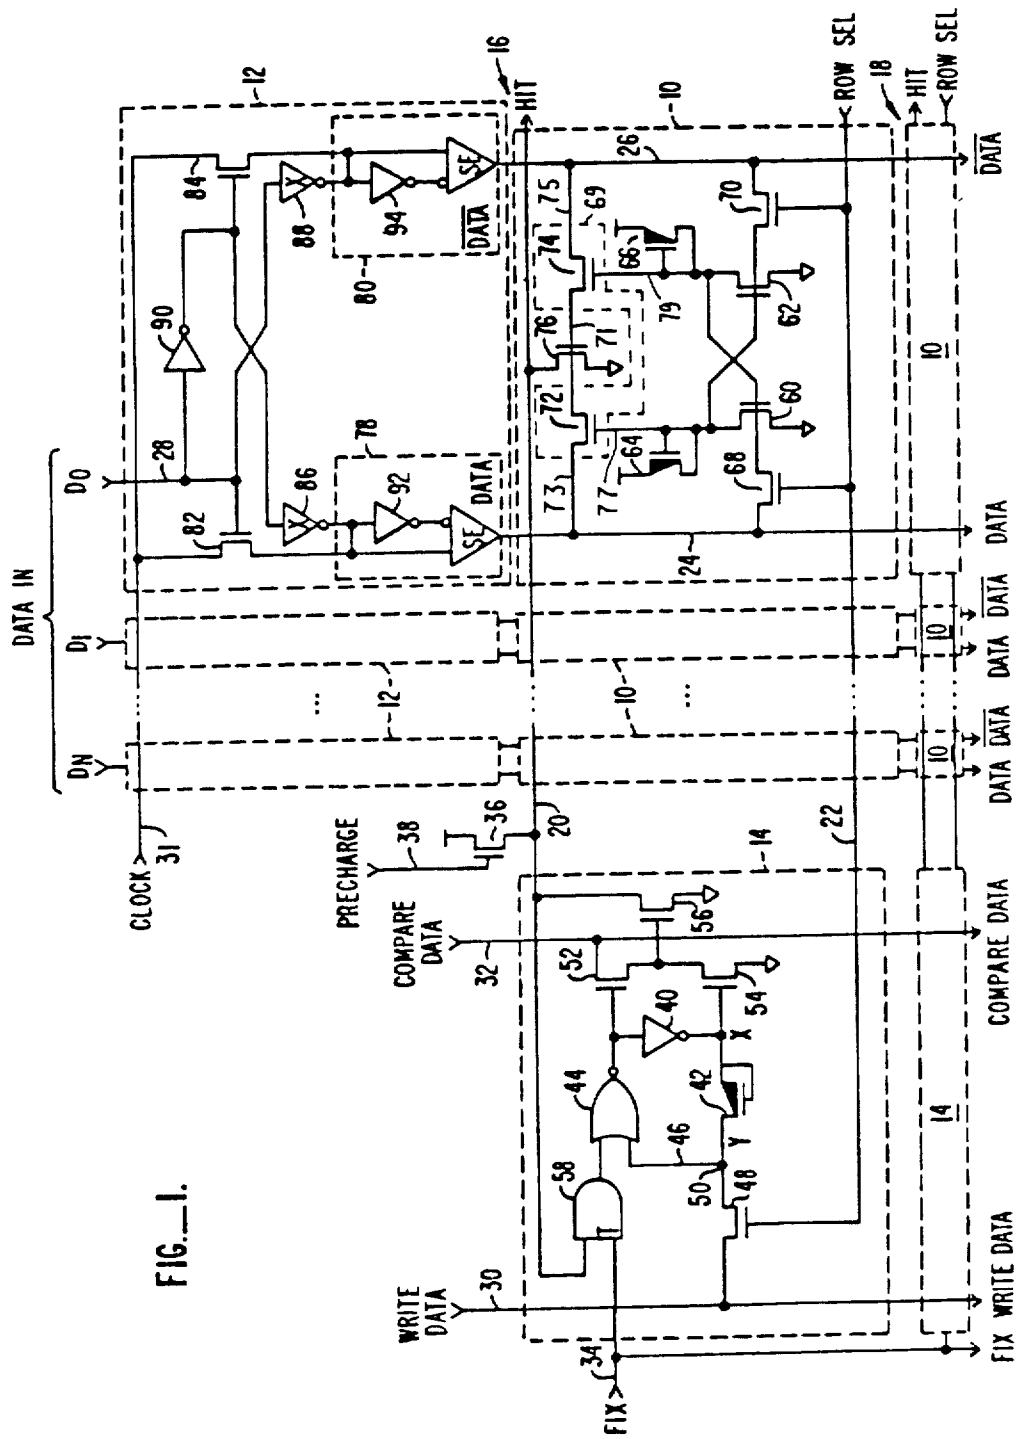 FIG._1.
DATA IN
DN
D1
D0
CLOCK
31
28
90
82
84
12
86
88
X
X
78
80
92
94
DATA
DATA
SE
SE
12
...
PRECHARGE
38
36
20
COMPARE
DATA
32
WRITE
DATA
30
FIX
34
16
HIT
10
10
...
58
T
44
46
50
48
Y
42
X
40
52
54
56
14
22
73
72
76
71
74
75
69
77
79
64
66
24
26
68
60
62
70
ROW SEL
18
HIT
ROW SEL
14
10
10
10
FIX
WRITE DATA
COMPARE DATA
DATA
DATA
DATA
DATA
DATA
DATA